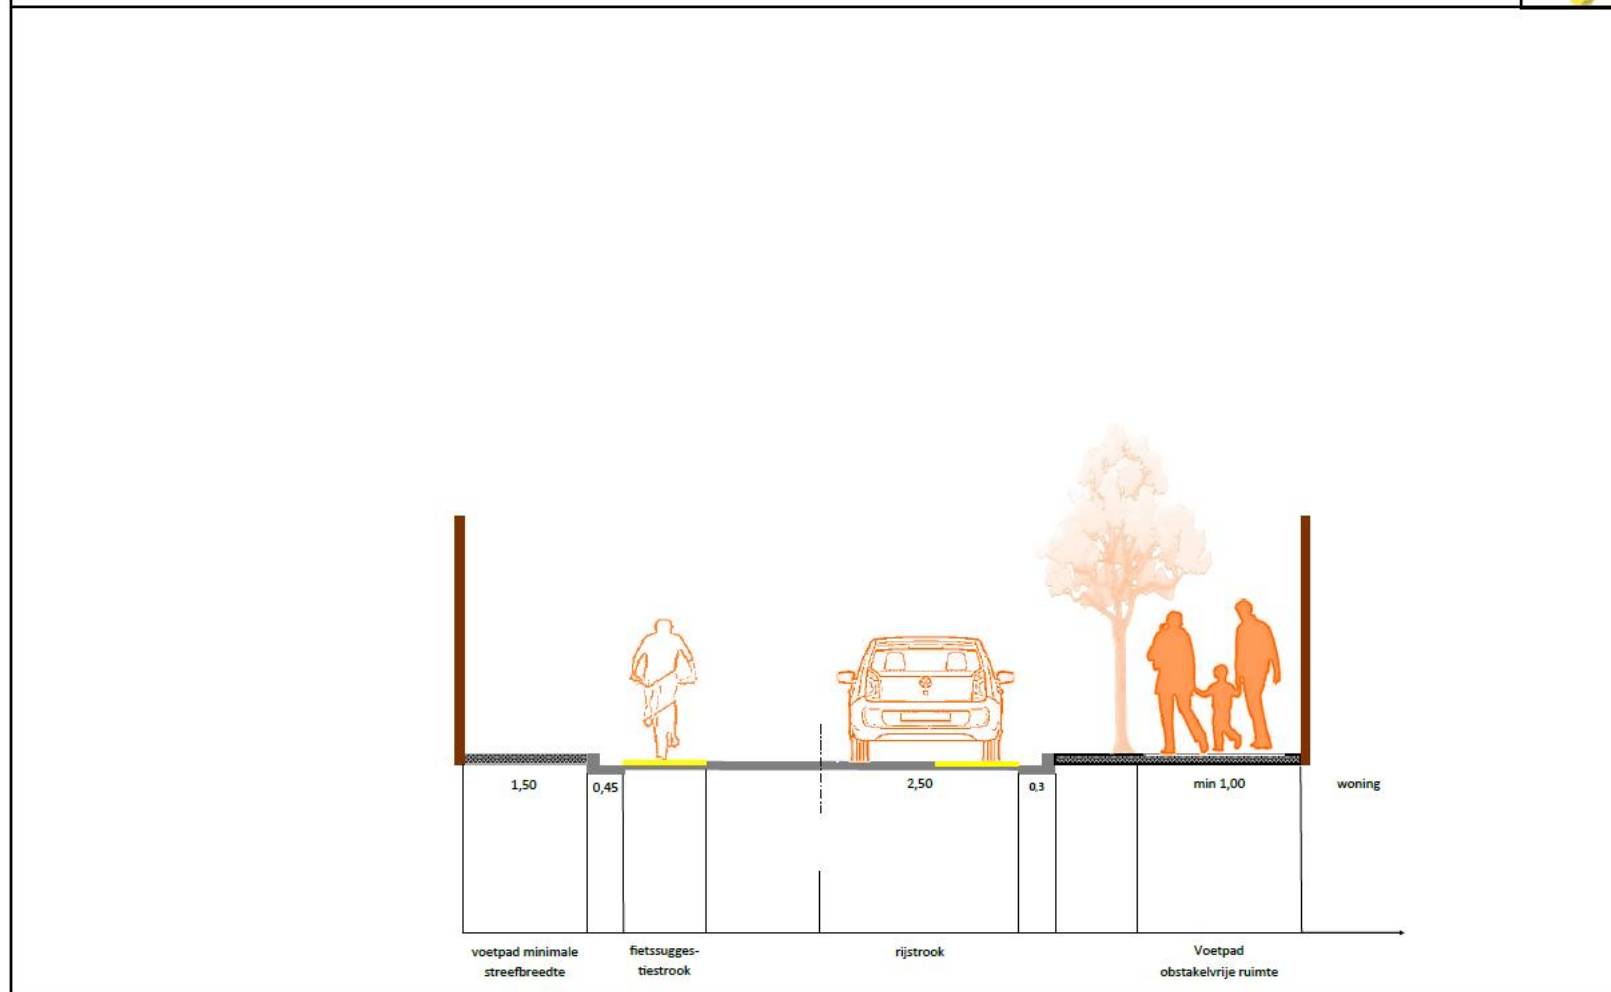 1,50
0,45
2,50
0,3
min 1,00
woning
voetpad minimale
streefbreedte
fietssugges-
tiestrook
rijstrook
Voetpad
obstakelvrije ruimte